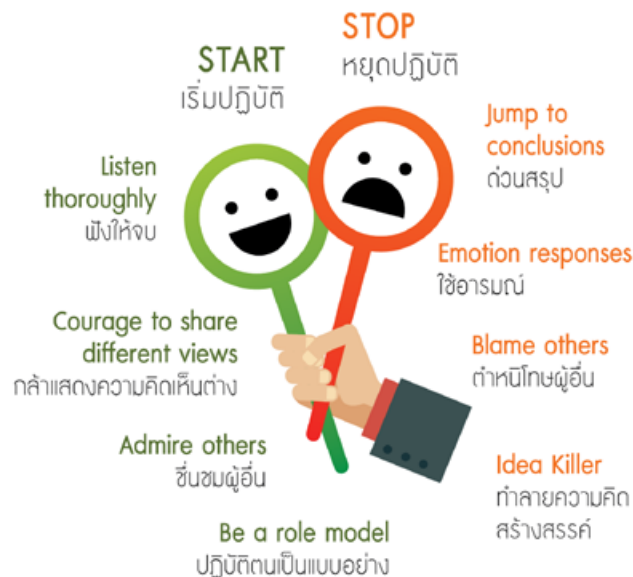 START
เริ่มปฏิบัติ
Listen
thoroughly
ฟังให้จบ
Courage to share
different views
กล้าแสดงความคิดเห็นต่าง
Admire others
ชื่นชมผู้อื่น
Be a role model
ปฏิบัติตนเป็นแบบอย่าง
STOP
หยุดปฏิบัติ
Jump to
conclusions
ด่วนสรุป
Emotion responses
ใช้อารมณ์
Blame others
ตำหนิโทษผู้อื่น
Idea Killer
ทำลายความคิด
สร้างสรรค์